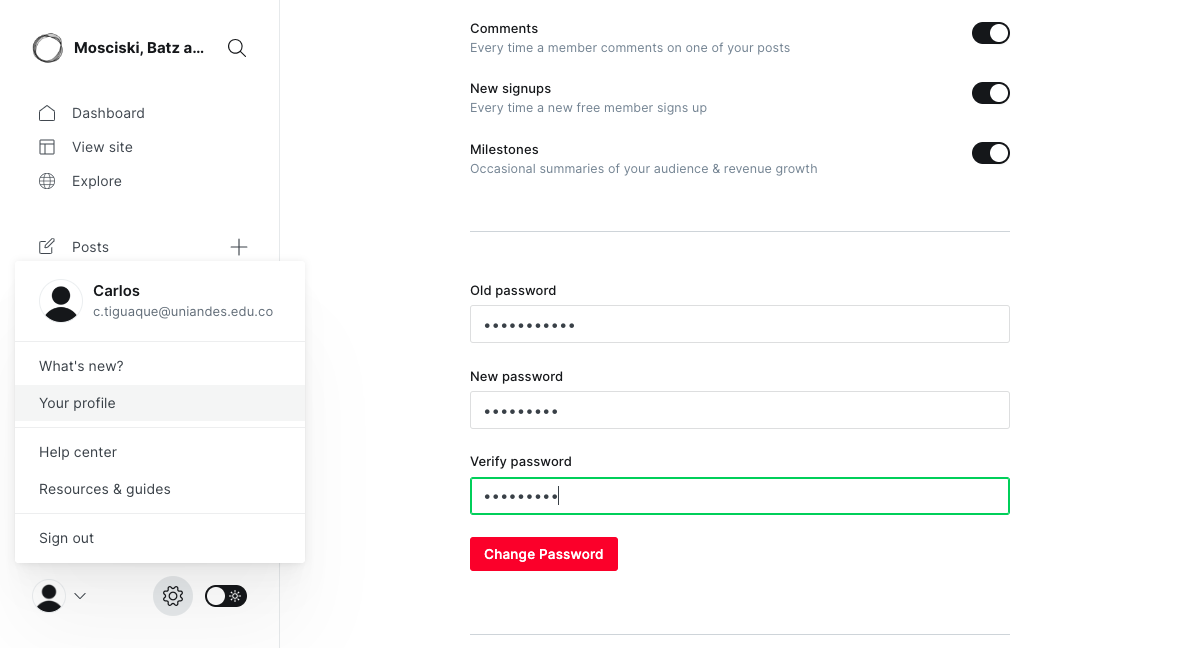 Mosciski, Batz a...
Dashboard
View site
Explore
Posts
Carlos
c.tiguaque@uniandes.edu.co
What's new?
Your profile
Help center
Resources & guides
Sign out
Comments
Every time a member comments on one of your posts
New signups
Every time a new free member signs up
Milestones
Occasional summaries of your audience & revenue growth
Old password
•••••••••••
New password
•••••••••
Verify password
•••••••••
Change Password